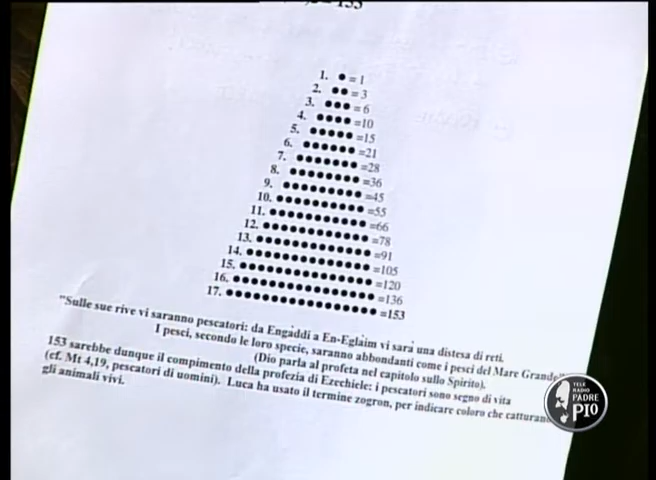 = 153
1. ● = 1
2. ●● = 3
3. ●●● = 6
4. ●●●● =10
5. ●●●●● =15
6. ●●●●●● =21
7. ●●●●●●● =28
8. ●●●●●●●● =36
9. ●●●●●●●●● =45
10. ●●●●●●●●●● =55
11. ●●●●●●●●●●● =66
12. ●●●●●●●●●●●● =78
13. ●●●●●●●●●●●●● =91
14. ●●●●●●●●●●●●●● =105
15. ●●●●●●●●●●●●●●● =120
16. ●●●●●●●●●●●●●●●● =136
17. ●●●●●●●●●●●●●●●●● =153
"Sulle sue rive vi saranno pescatori: da Engaddi a En-Eglaim vi sarà una distesa di reti.
I pesci, secondo le loro specie, saranno abbondanti come i pesci del Mare Grande"
(Dio parla al profeta nel capitolo sullo Spirito).
153 sarebbe dunque il compimento della profezia di Ezechiele: i pescatori sono segno di vita
(cf. Mt 4,19, pescatori di uomini). Luca ha usato il termine zogron, per indicare coloro che catturano
gli animali vivi.
TELE
RADIO
PADRE
PIO